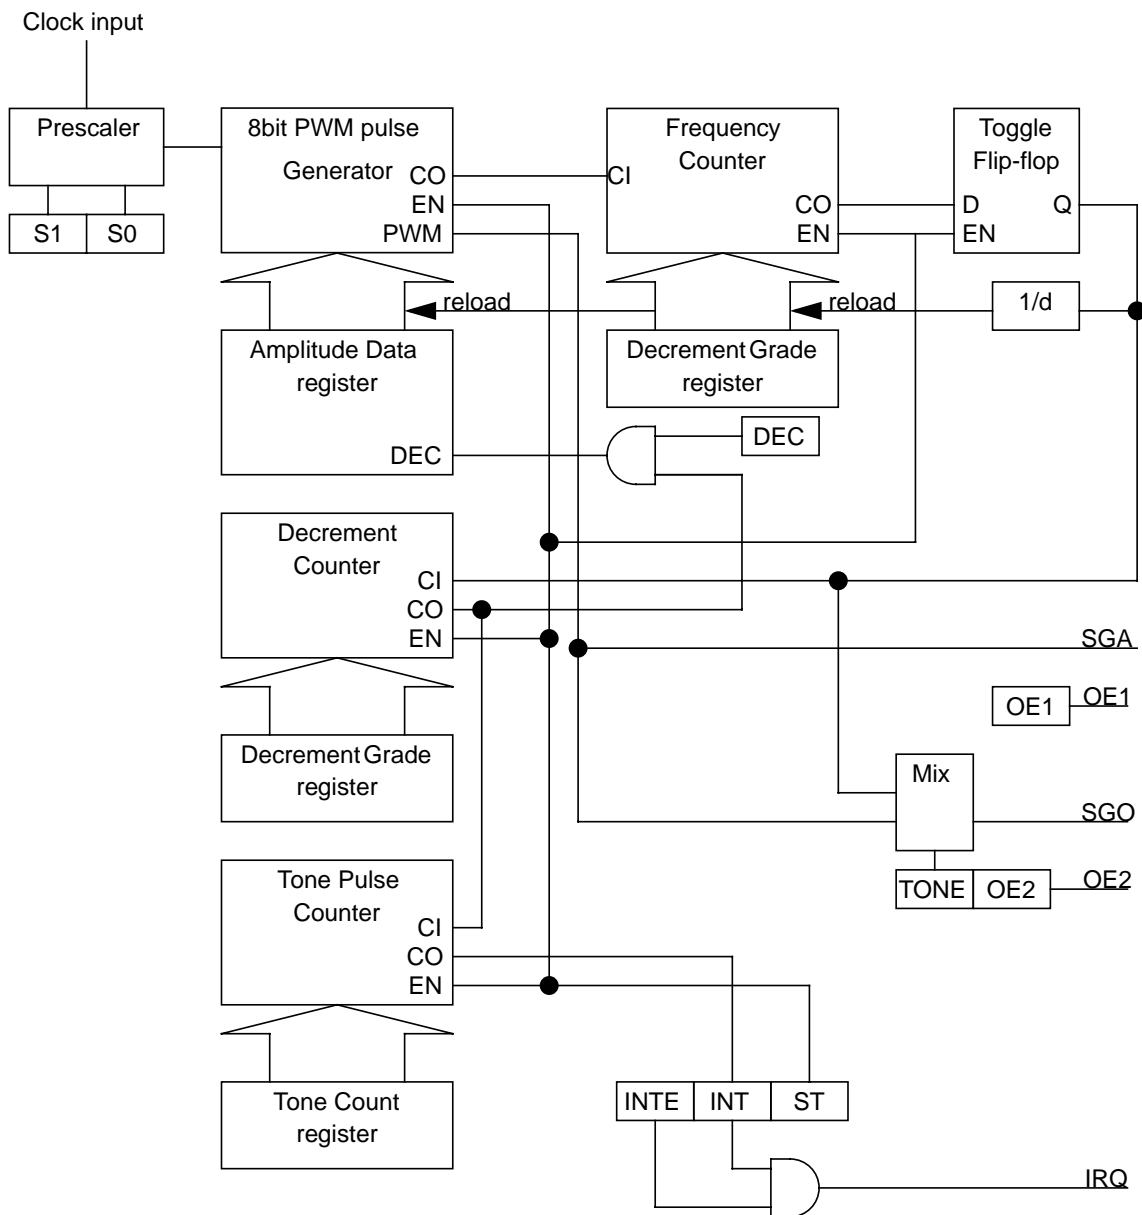 Clock input
Prescaler
S1 S0
8bit PWM pulse
Generator
CO
EN
PWM
Frequency
Counter
CI
CO
EN
Toggle
Flip-flop
D Q
EN
reload
reload
1/d
Amplitude Data
register
DEC
Decrement Grade
register
DEC
Decrement
Counter
CI
CO
EN
SGA
OE1 OE1
Decrement Grade
register
Mix
SGO
TONE OE2 OE2
Tone Pulse
Counter
CI
CO
EN
Tone Count
register
INTE INT ST
IRQ